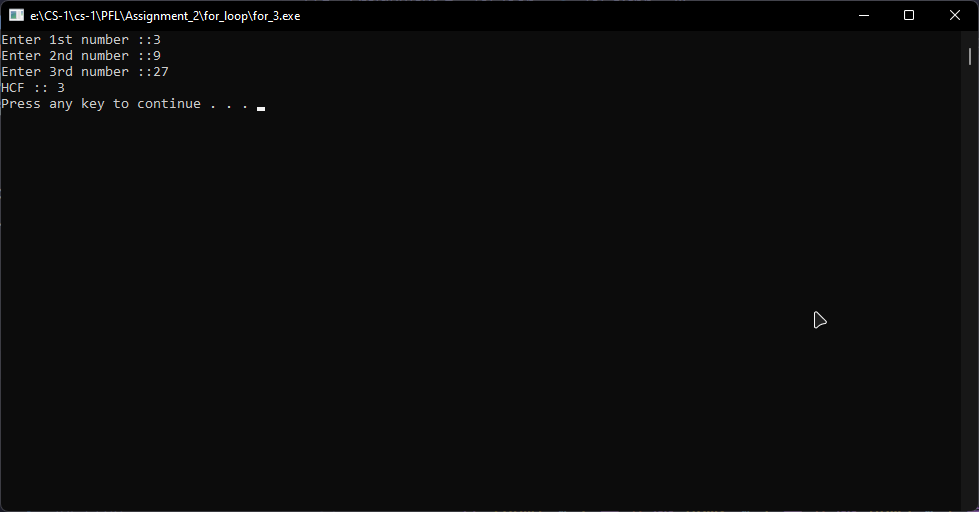 e:\CS-1\cs-1\PFL\Assignment_2\for_loop\for_3.exe
Enter 1st number ::3
Enter 2nd number ::9
Enter 3rd number ::27
HCF :: 3
Press any key to continue . . .